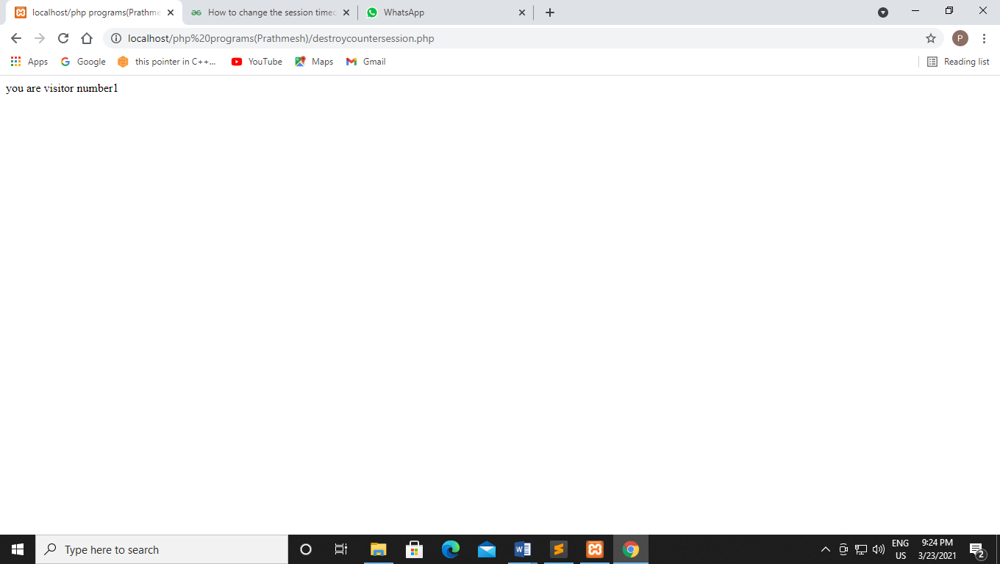 localhost/php programs(Prathme
How to change the session timeo
WhatsApp
localhost/php%20programs(Prathmesh)/destroycountersession.php
P
Apps
Google
this pointer in C++...
YouTube
Maps
Gmail
Reading list
you are visitor number1
Type here to search
ENG
US
9:24 PM
3/23/2021
2